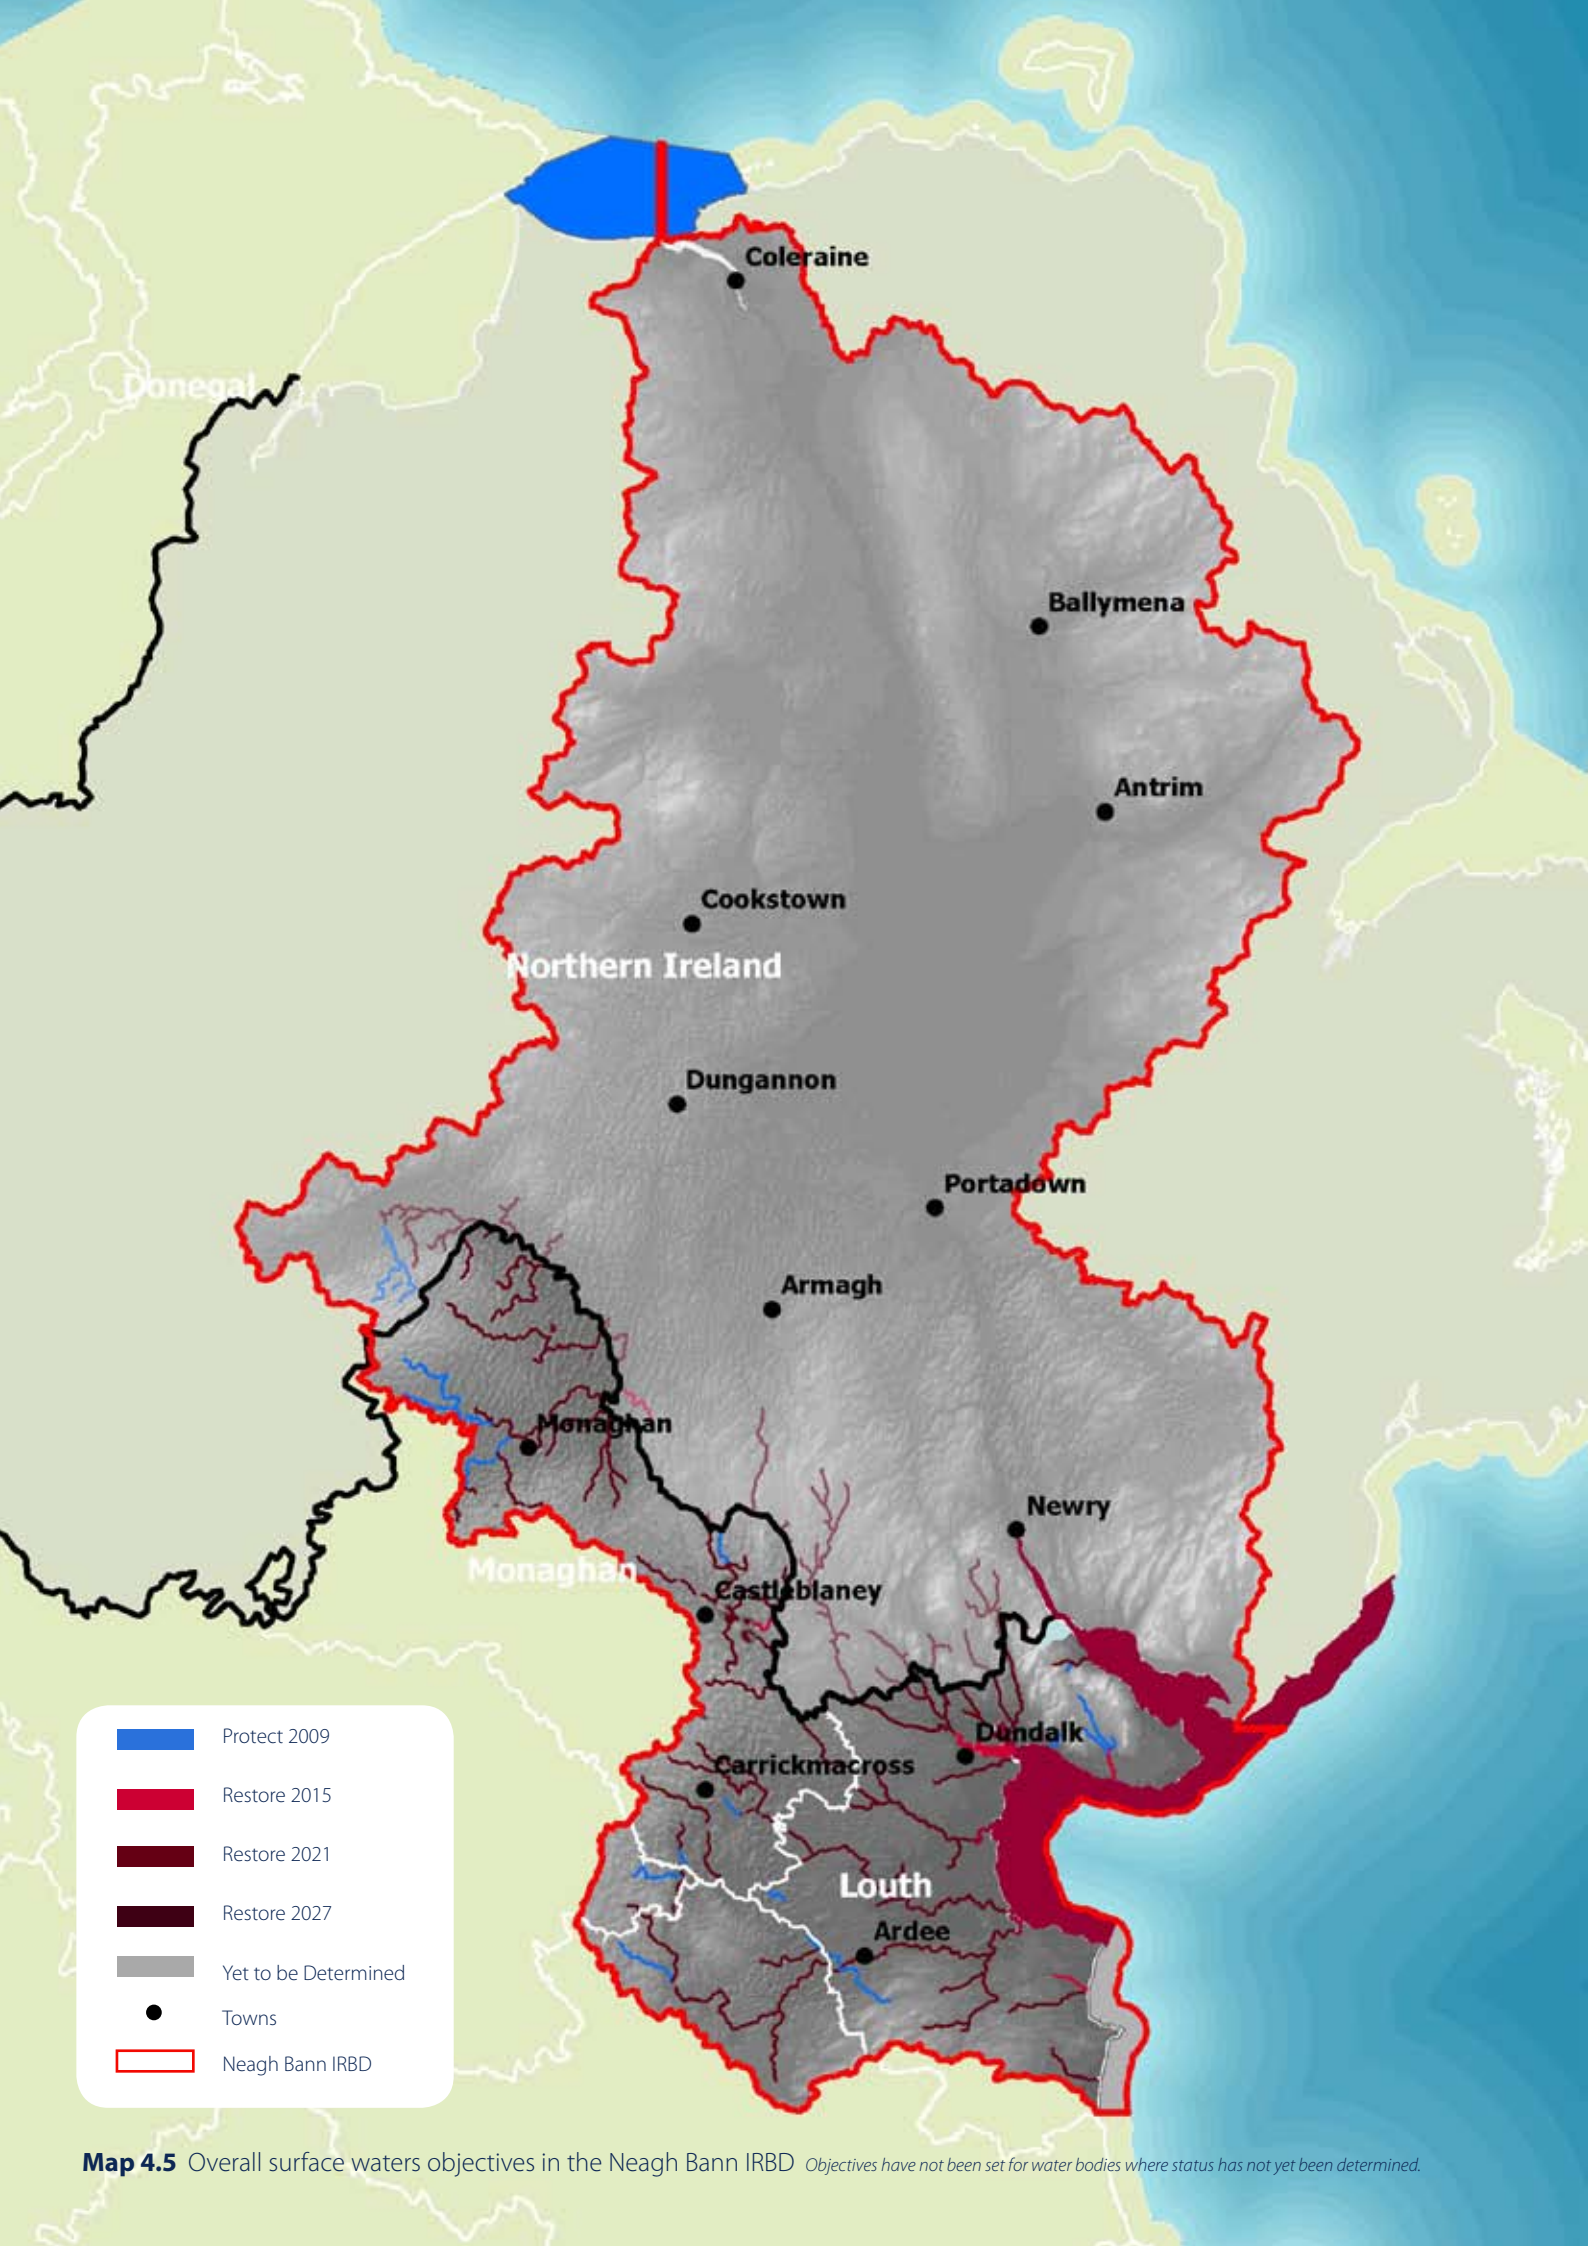 Coleraine
Donegal
Ballymena
Antrim
Cookstown
Northern Ireland
Dungannon
Portadown
Armagh
Monaghan
Newry
Monaghan
Castleblaney
Dundalk
Carrickmacross
Louth
Ardee
Protect 2009
Restore 2015
Restore 2021
Restore 2027
Yet to be Determined
Towns
Neagh Bann IRBD
Map 4.5 Overall surface waters objectives in the Neagh Bann IRBD Objectives have not been set for water bodies where status has not yet been determined.